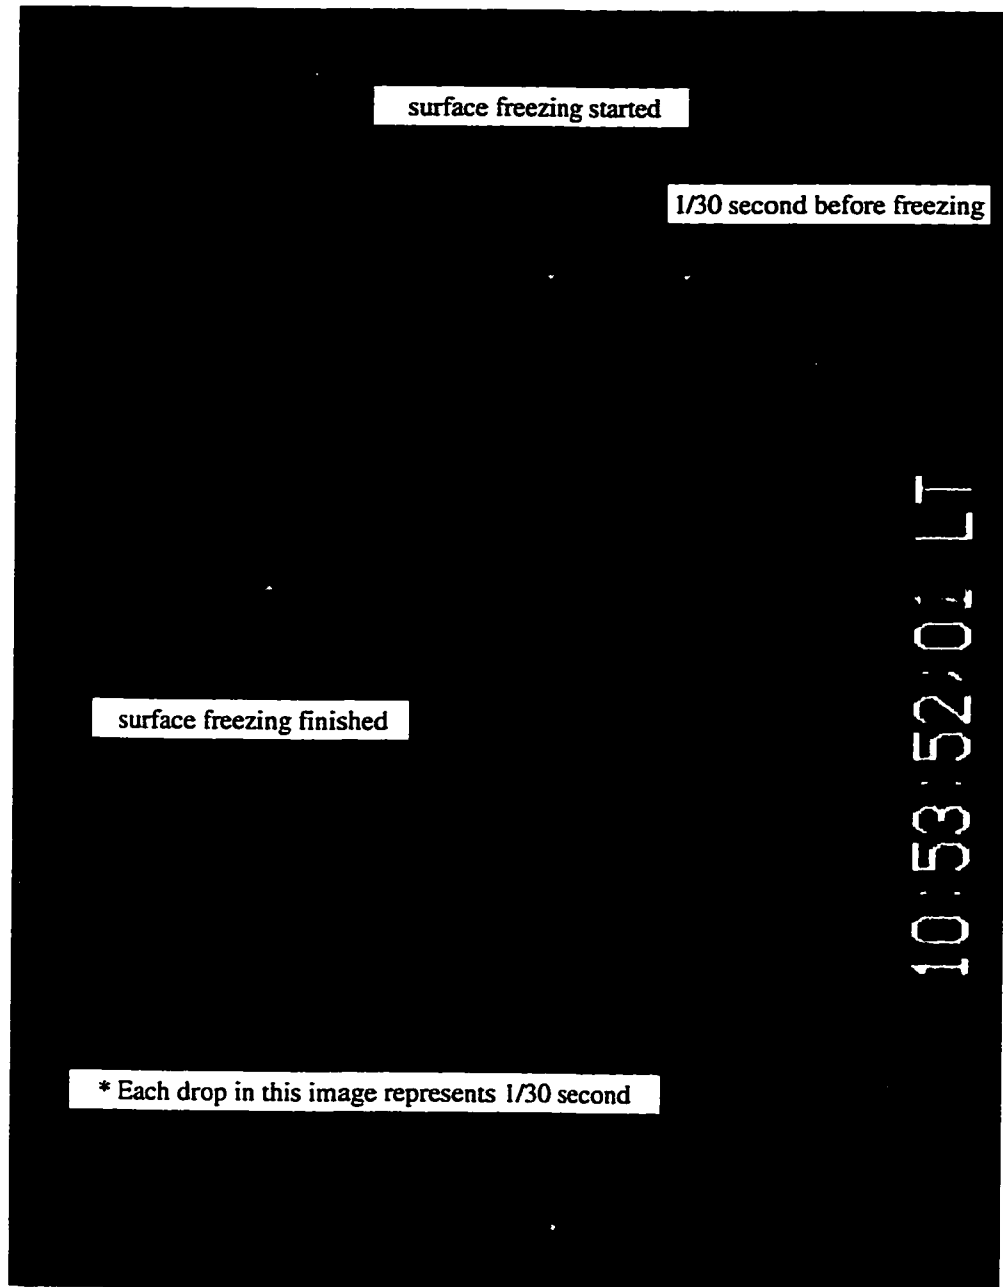 surface freezing started
1/30 second before freezing
surface freezing finished
* Each drop in this image represents 1/30 second
10:53:52;01 LT